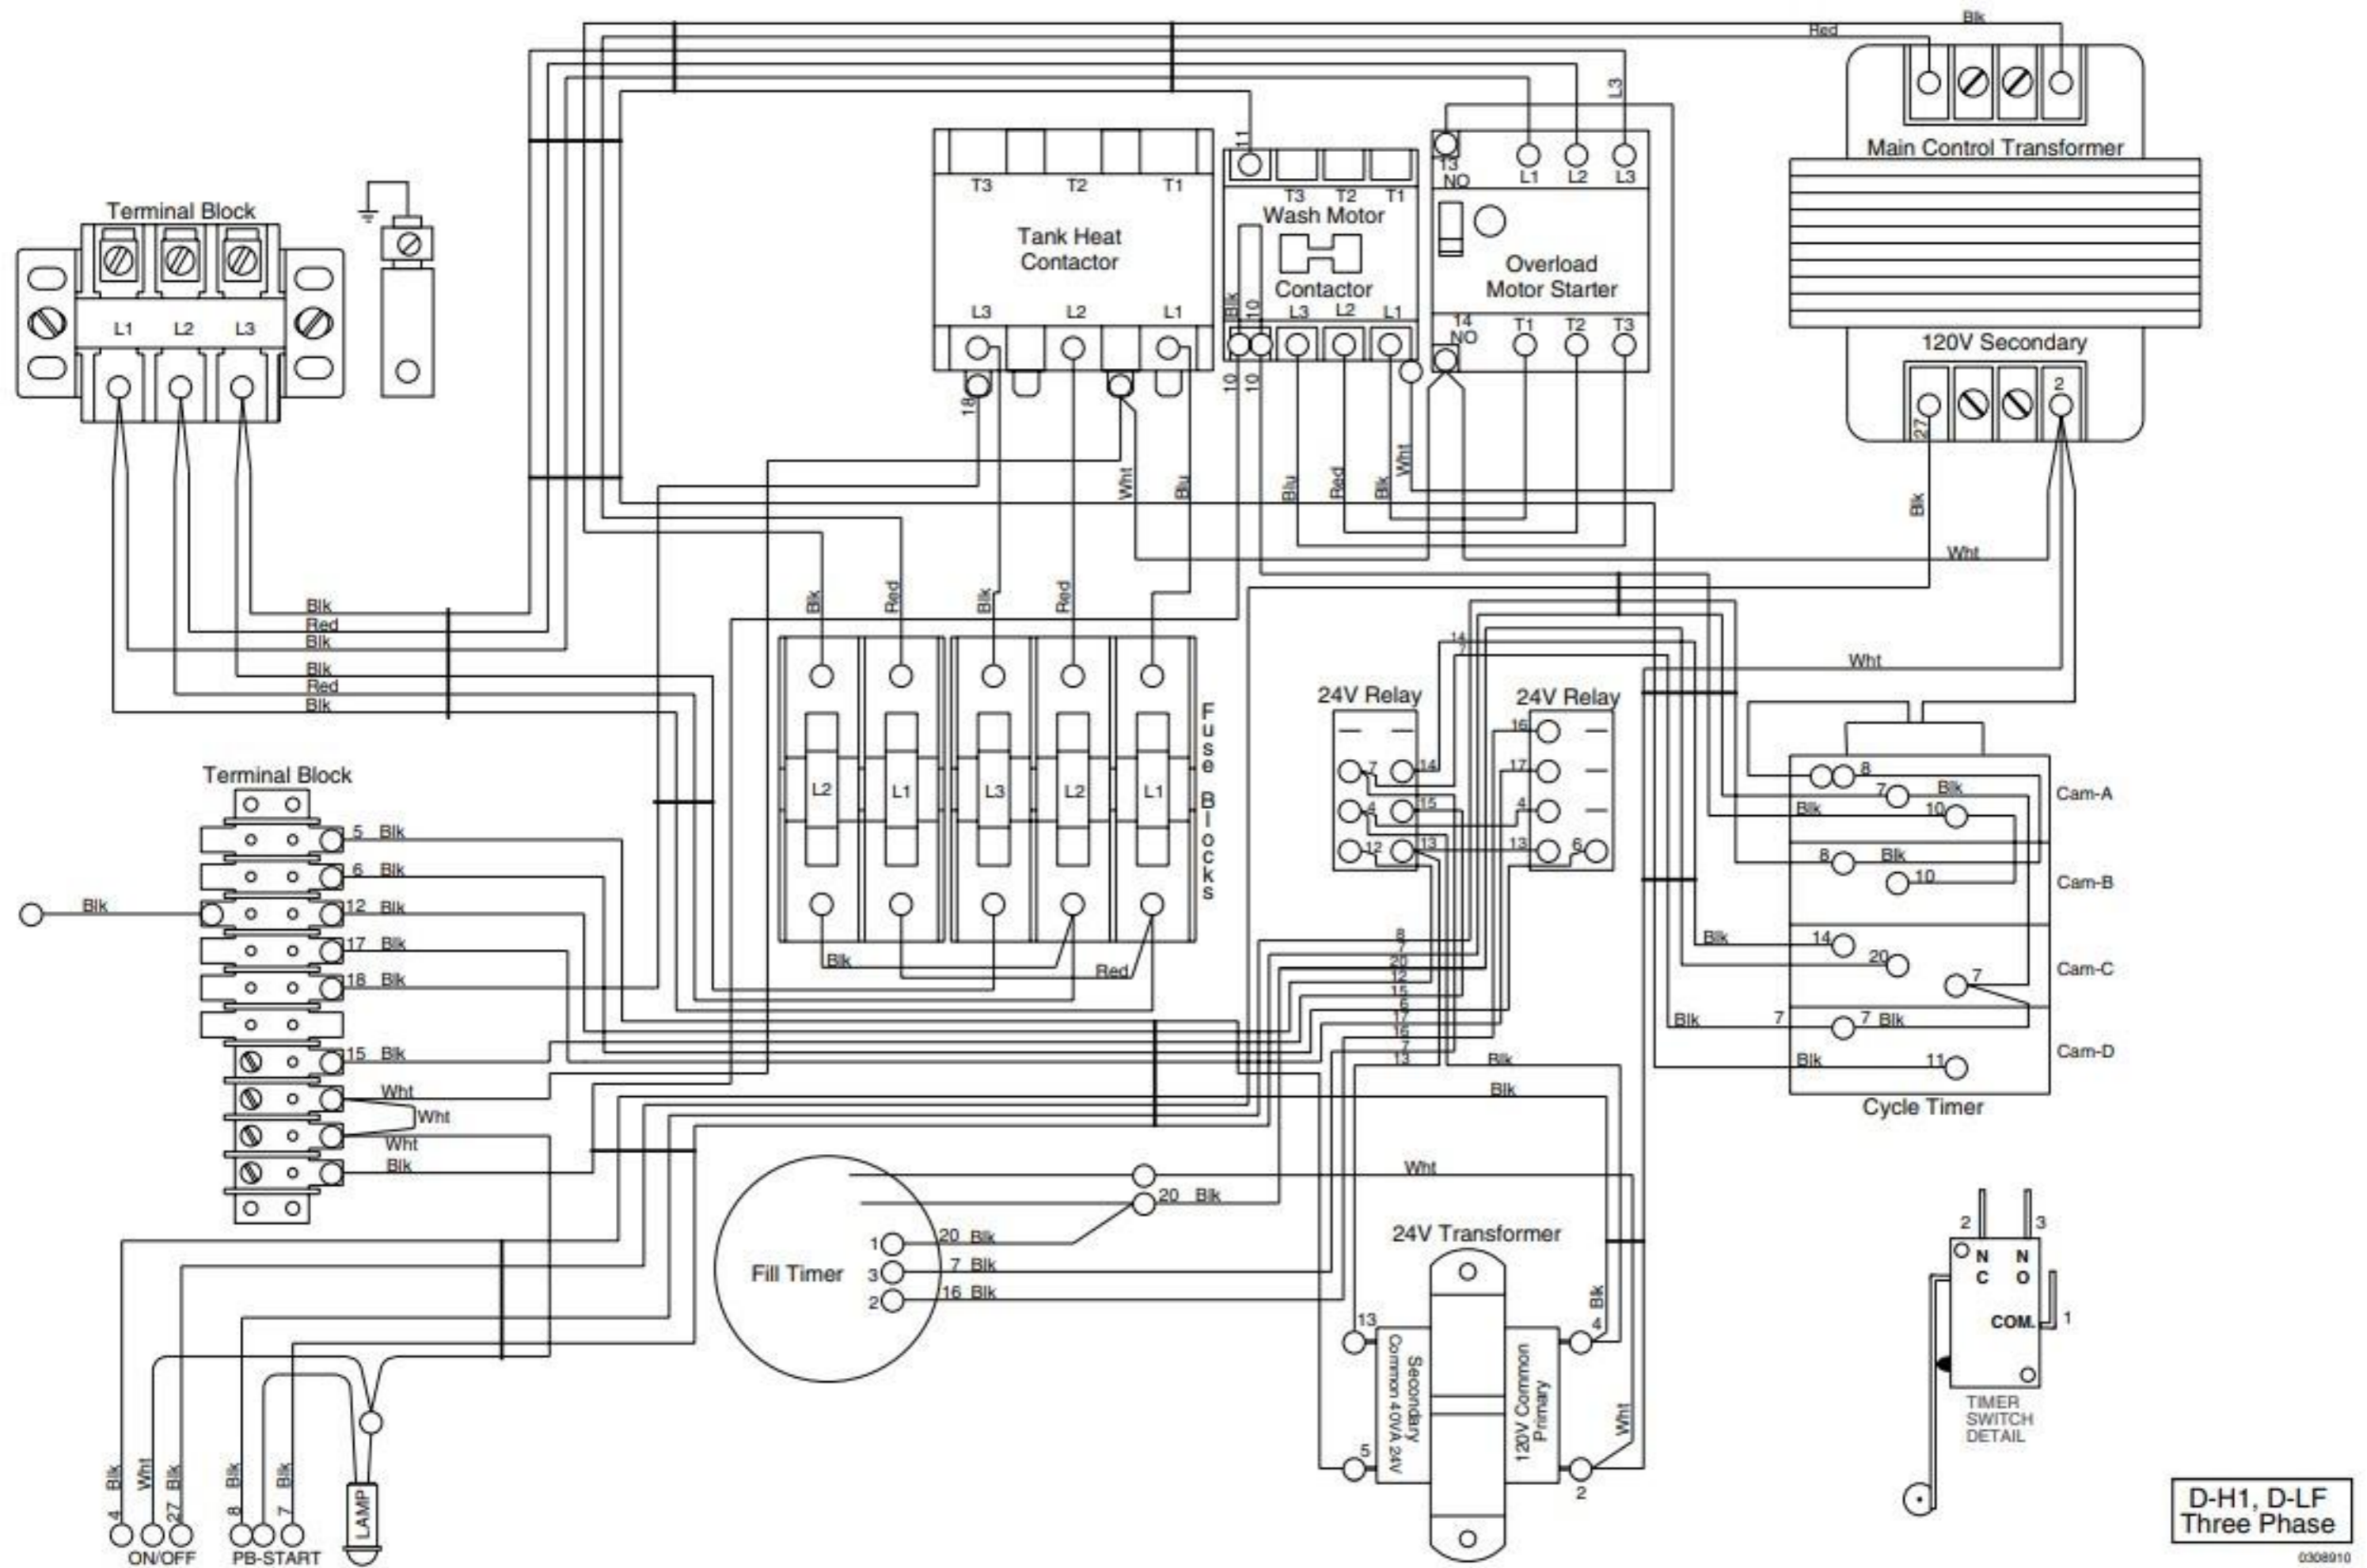 Blk
Red
L3
Main Control Transformer
120V Secondary
27
2
Blk
Wht
Wht
Terminal Block
L1 L2 L3
T3 T2 T1
Tank Heat
Contactor
L3 L2 L1
18
Wht
Blu
11
T3 T2 T1
Wash Motor
Contactor
Blk
10
L3 L2 L1
10
10
Blu
Red
Blk
Wht
13
NO
L1 L2 L3
Overload
Motor Starter
14
NO
T1 T2 T3
Blk
Red
Blk
Blk
Red
Blk
Blk
Red
Blk
Red
Fuse Blocks
L2 L1 L3 L2 L1
Blk
Red
14
7
24V Relay
7 14
4 15
12 13
24V Relay
16
17
4
13 6
8
7
20
12
15
6
17
16
7
13
Blk
Blk
8
7 Blk
Blk 10
Cam-A
8 Blk
10
Cam-B
Blk 14
20
7
Cam-C
Blk 7 7 Blk
Blk 11
Cam-D
Cycle Timer
Terminal Block
5 Blk
6 Blk
Blk
12 Blk
17 Blk
18 Blk
15 Blk
Wht
Wht
Wht
Blk
Fill Timer
Wht
20 Blk
1 20 Blk
3 7 Blk
2 16 Blk
24V Transformer
13
5
Secondary
Common 40VA 24V
120V Common
Primary
Blk
4
Wht
2
4 Blk
Wht
27 Blk
8 Blk
7 Blk
LAMP
ON/OFF PB-START
2 3
N N
C O
COM. 1
TIMER
SWITCH
DETAIL
D-H1, D-LF
Three Phase
0308910